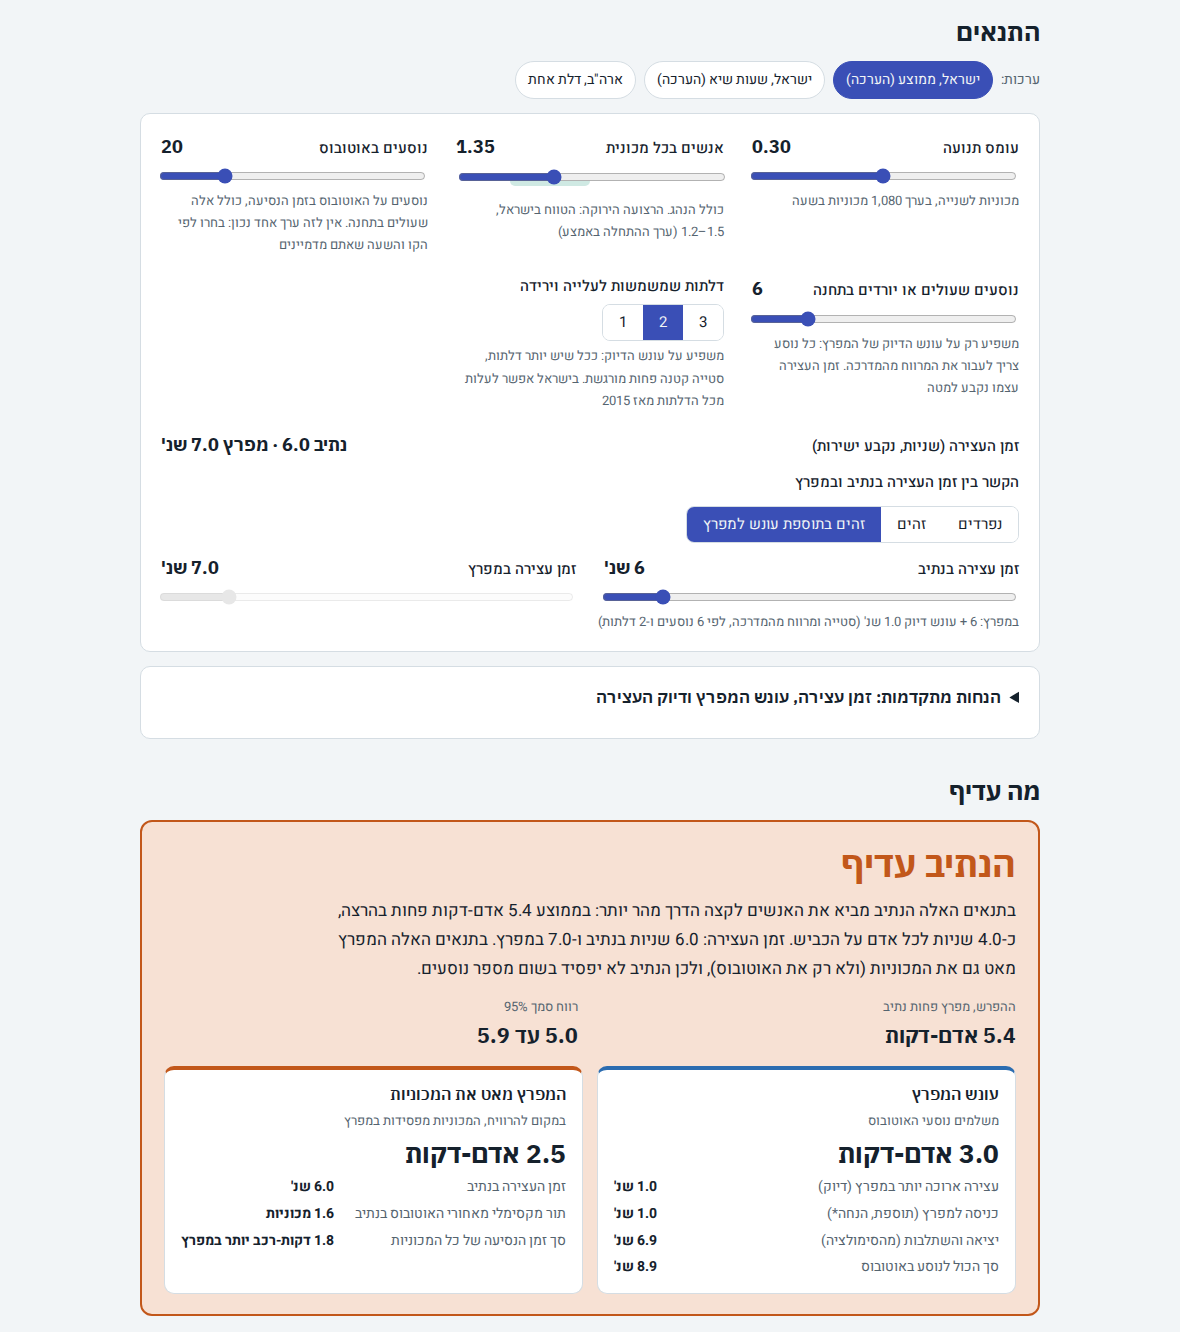 התנאים
ערכות:
ישראל, ממוצע (הערכה)
ישראל, שעות שיא (הערכה)
ארה"ב, דלת אחת
עומס תנועה
0.30
מכוניות לשנייה, בערך 1,080 מכוניות בשעה
אנשים בכל מכונית
1.35
כולל הנהג. הרצועה הירוקה: הטווח בישראל,
1.2–1.5 (ערך ההתחלה באמצע)
נוסעים באוטובוס
20
נוסעים על האוטובוס בזמן הנסיעה, כולל אלה
שעולים בתחנה. אין לזה ערך אחד נכון: בחרו לפי
הקו והשעה שאתם מדמיינים
נוסעים שעולים או יורדים בתחנה
6
משפיע רק על עונש הדיוק של המפרץ: כל נוסע
צריך לעבור את המרווח מהמדרכה. זמן העצירה
עצמו נקבע למטה
דלתות שמשמשות לעלייה וירידה
3
2
1
משפיע על עונש הדיוק: ככל שיש יותר דלתות,
סטייה קטנה פחות מורגשת. בישראל אפשר לעלות
מכל הדלתות מאז 2015
זמן העצירה (שניות, נקבע ישירות)
נתיב 6.0 · מפרץ 7.0 שנ'
הקשר בין זמן העצירה בנתיב ובמפרץ
נפרדים
זהים
זהים בתוספת עונש למפרץ
זמן עצירה בנתיב
6 שנ'
זמן עצירה במפרץ
7.0 שנ'
במפרץ: 6 + עונש דיוק 1.0 שנ' (סטייה ומרווח מהמדרכה, לפי 6 נוסעים ו-2 דלתות)
◀ הנחות מתקדמות: זמן עצירה, עונש המפרץ ודיוק העצירה
מה עדיף
הנתיב עדיף
בתנאים האלה הנתיב מביא את האנשים לקצה הדרך מהר יותר: בממוצע 5.4 אדם-דקות פחות בהרצה,
כ-4.0 שניות לכל אדם על הכביש. זמן העצירה: 6.0 שניות בנתיב ו-7.0 במפרץ. בתנאים האלה המפרץ
מאט גם את המכוניות (ולא רק את האוטובוס), ולכן הנתיב לא יפסיד בשום מספר נוסעים.
ההפרש, מפרץ פחות נתיב
5.4 אדם-דקות
רווח סמך 95%
5.0 עד 5.9
עונש המפרץ
משלמים נוסעי האוטובוס
3.0 אדם-דקות
עצירה ארוכה יותר במפרץ (דיוק)
1.0 שנ'
כניסה למפרץ (תוספת, הנחה*)
1.0 שנ'
יציאה והשתלבות (מהסימולציה)
6.9 שנ'
סך הכול לנוסע באוטובוס
8.9 שנ'
המפרץ מאט את המכוניות
במקום להרוויח, המכוניות מפסידות במפרץ
2.5 אדם-דקות
זמן העצירה בנתיב
6.0 שנ'
תור מקסימלי מאחורי האוטובוס בנתיב
1.6 מכוניות
סך זמן הנסיעה של כל המכוניות
1.8 דקות-רכב יותר במפרץ